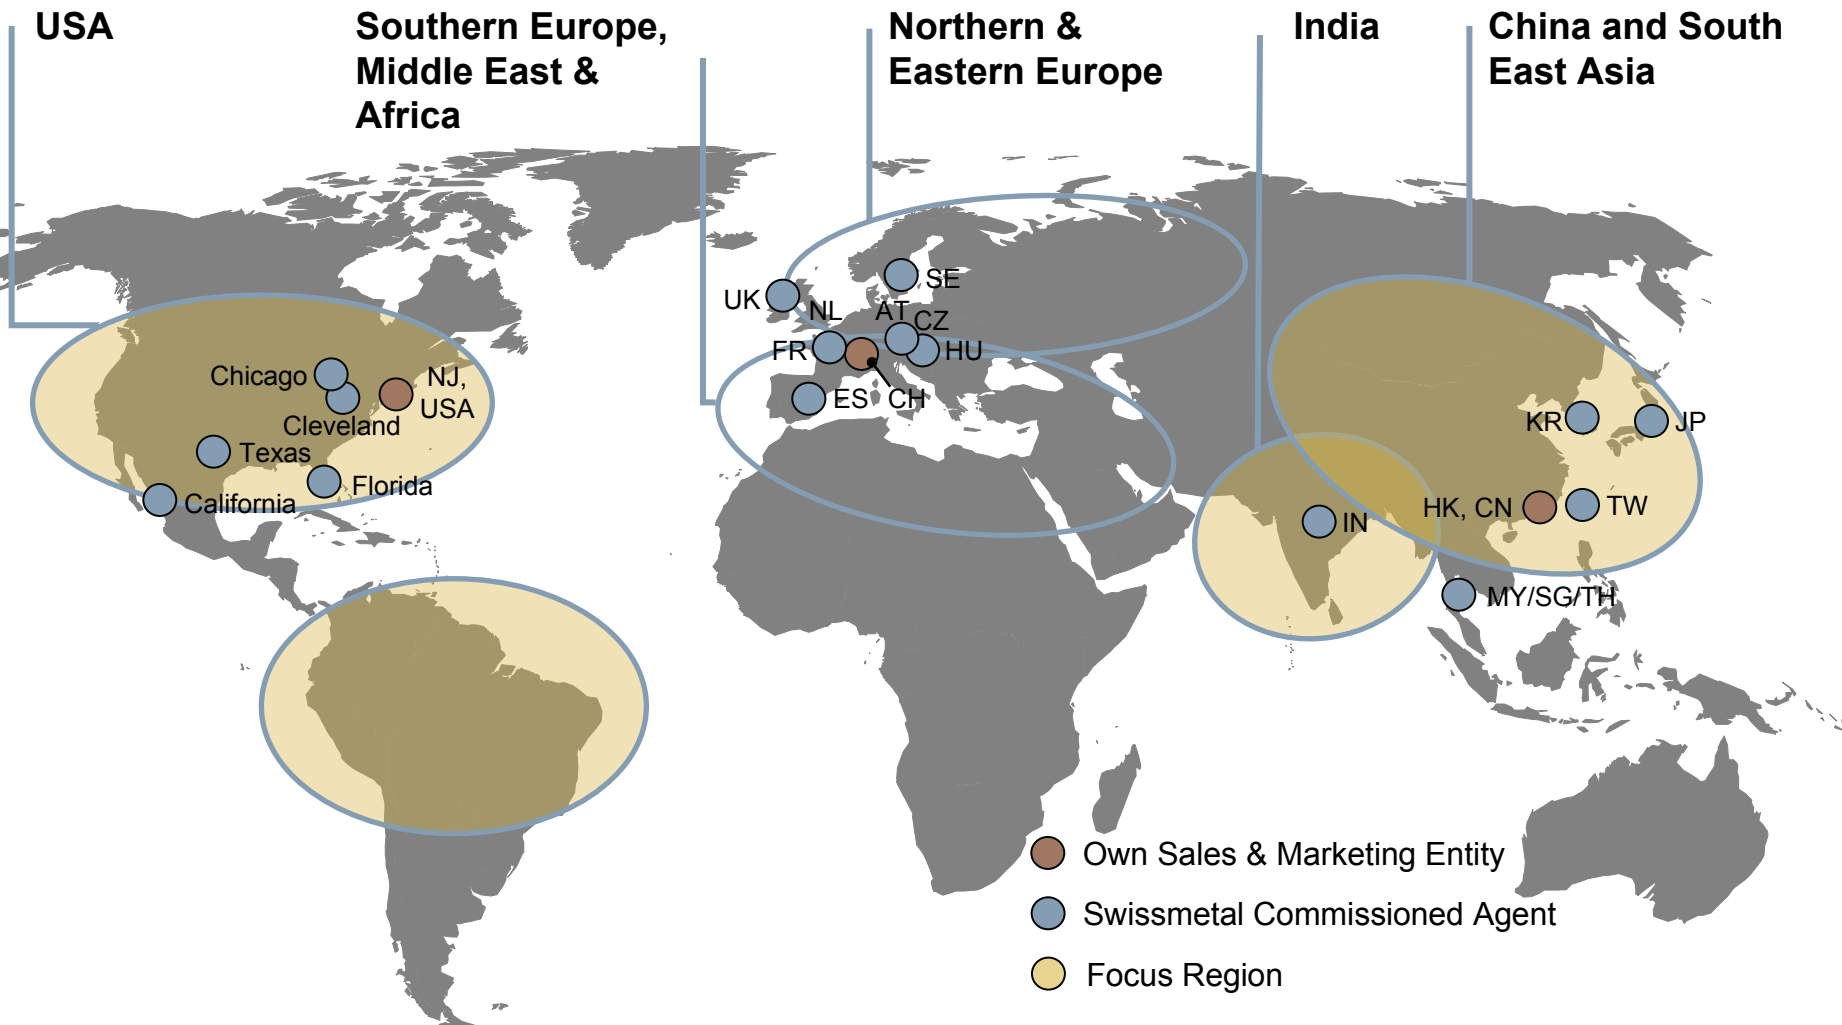 USA
Southern Europe,
Middle East &
Africa
Northern &
Eastern Europe
India
China and South
East Asia
SE
UK
NL
AT
CZ
FR
HU
ES
CH
Chicago
NJ,
USA
Cleveland
Texas
Florida
California
KR
JP
HK, CN
TW
IN
MY/SG/TH
Own Sales & Marketing Entity
Swissmetal Commissioned Agent
Focus Region